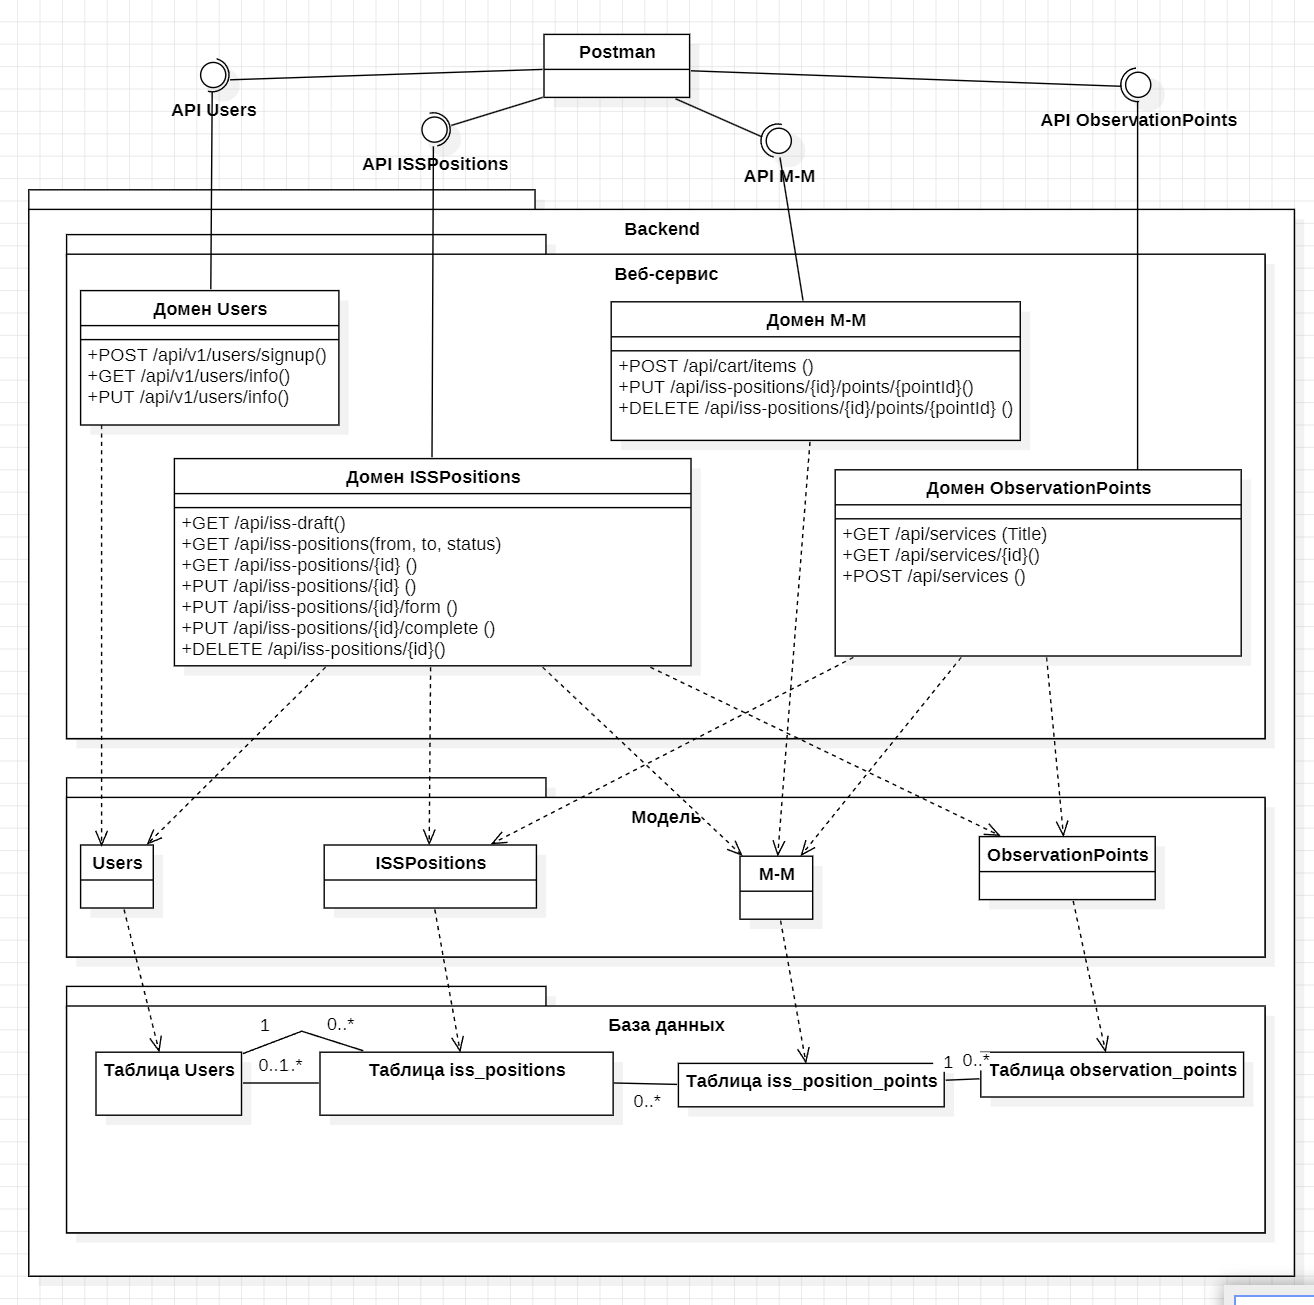 Postman
API Users
API ISSPositions
API M-M
API ObservationPoints
Backend
Веб-сервис
Домен Users
+POST /api/v1/users/signup()
+GET /api/v1/users/info()
+PUT /api/v1/users/info()
Домен M-M
+POST /api/cart/items ()
+PUT /api/iss-positions/{id}/points/{pointId}()
+DELETE /api/iss-positions/{id}/points/{pointId} ()
Домен ISSPositions
+GET /api/iss-draft()
+GET /api/iss-positions(from, to, status)
+GET /api/iss-positions/{id} ()
+PUT /api/iss-positions/{id} ()
+PUT /api/iss-positions/{id}/form ()
+PUT /api/iss-positions/{id}/complete ()
+DELETE /api/iss-positions/{id}()
Домен ObservationPoints
+GET /api/services (Title)
+GET /api/services/{id}()
+POST /api/services ()
Модель
Users
ISSPositions
M-M
ObservationPoints
База данных
1
0..*
0..1.*
Таблица Users
Таблица iss_positions
0..*
Таблица iss_position_points
1
0..*
Таблица observation_points